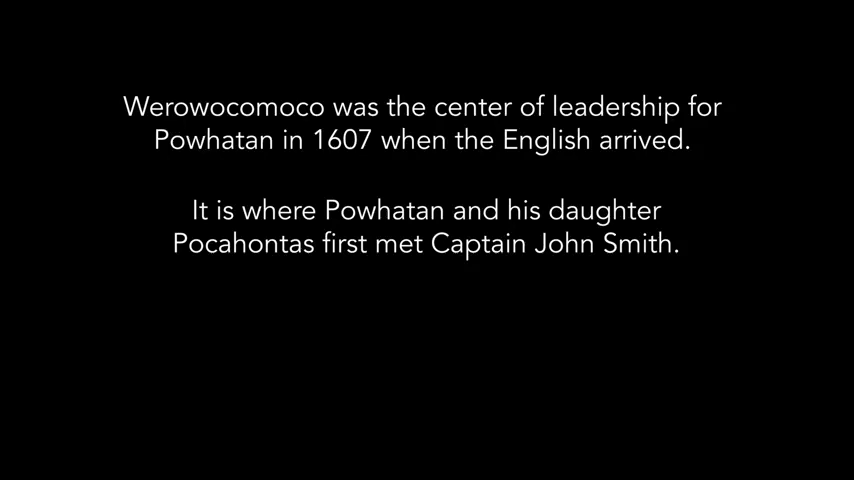 Werowocomoco was the center of leadership for
Powhatan in 1607 when the English arrived.
It is where Powhatan and his daughter
Pocahontas first met Captain John Smith.